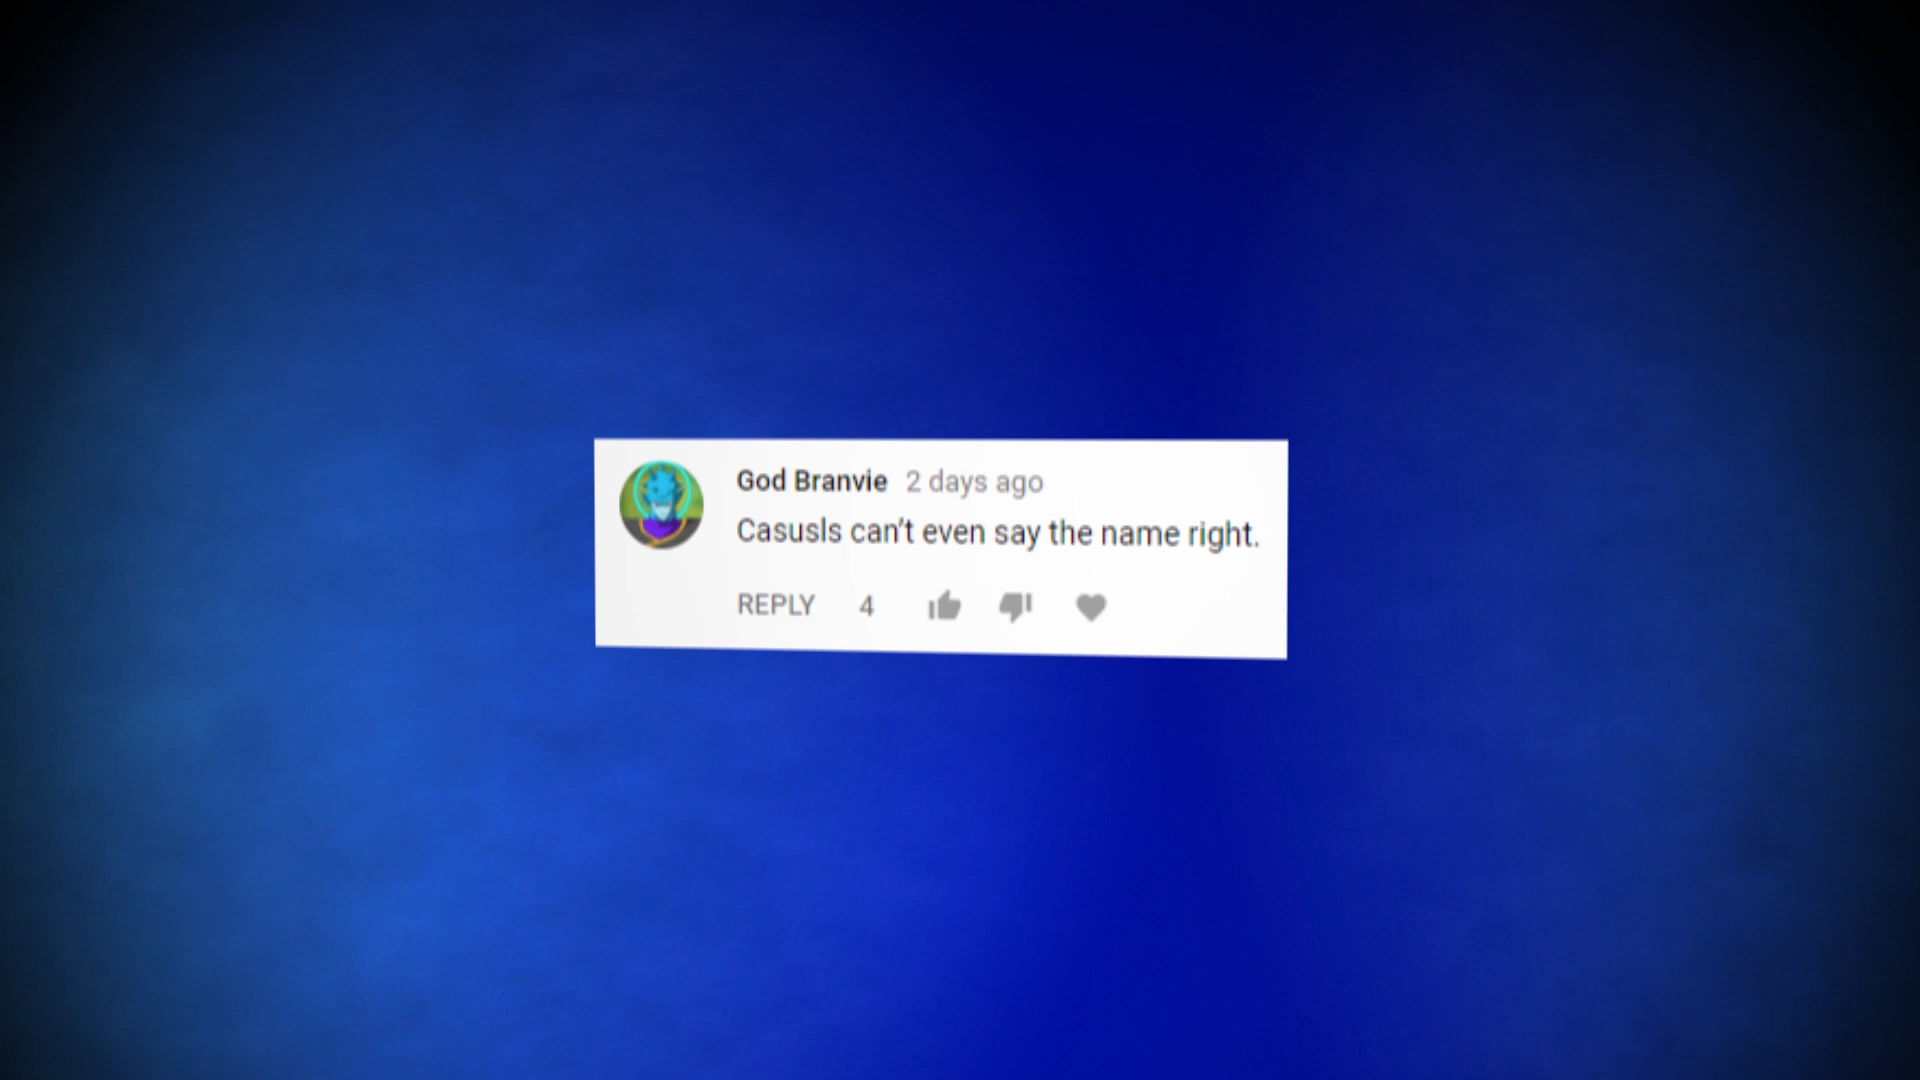 God Branvie 2 days ago
Casusls can't even say the name right.
REPLY 4